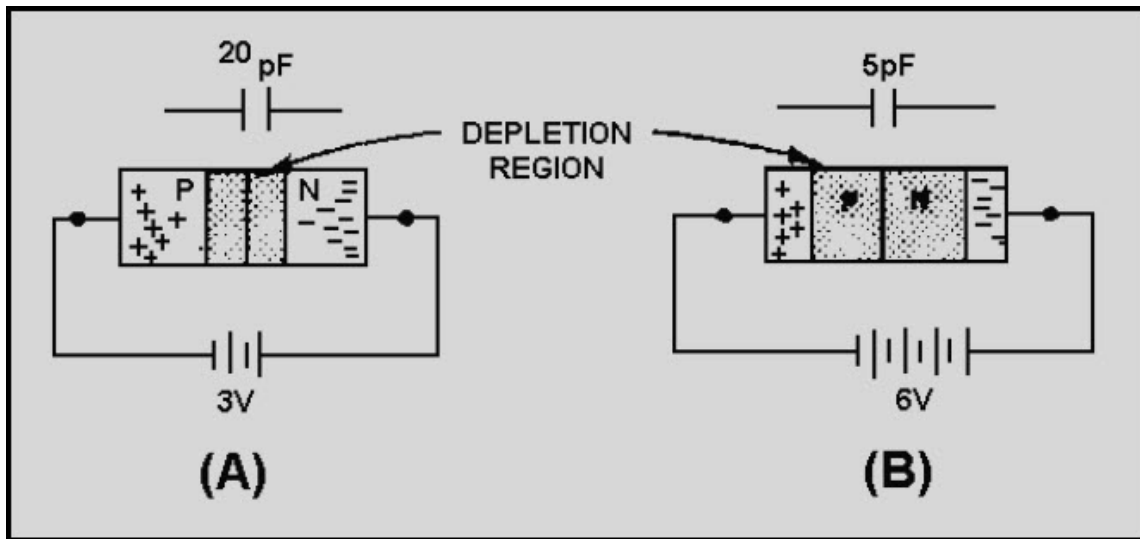 20 pF
5pF
DEPLETION
REGION
P
N
P
N
3V
6V
(A)
(B)